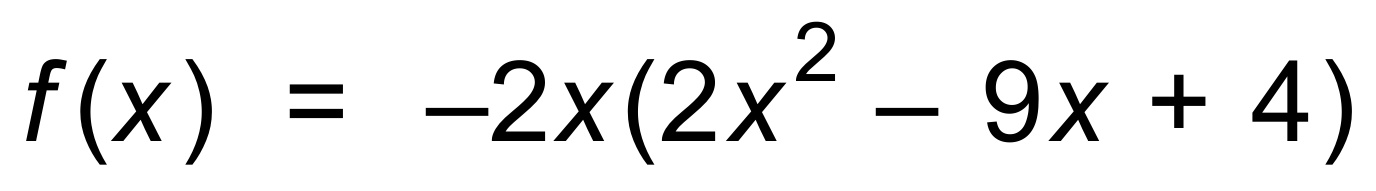 f(x) = −2x(2x² − 9x + 4)